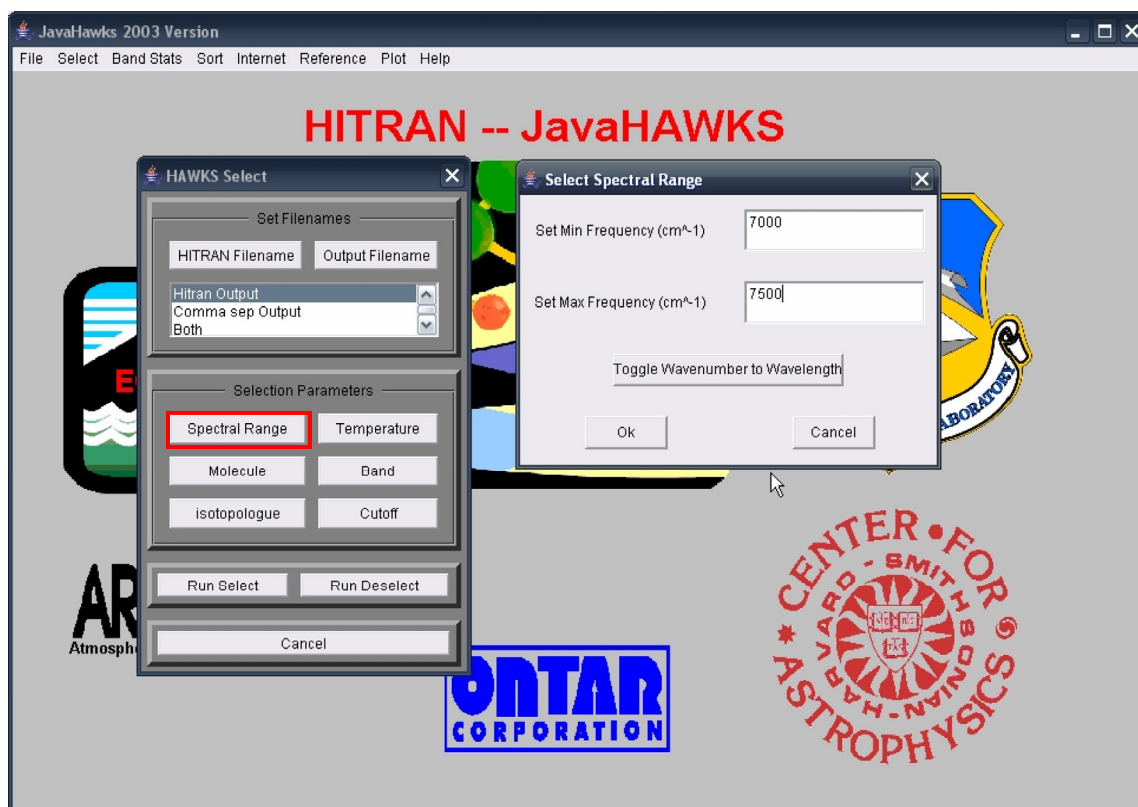 JavaHawks 2003 Version
File Select Band Stats Sort Internet Reference Plot Help
HITRAN -- JavaHAWKS
HAWKS Select
Set Filenames
HITRAN Filename Output Filename
Hitran Output
Comma sep Output
Both
Selection Parameters
Spectral Range Temperature
Molecule Band
isotopologue Cutoff
Run Select Run Deselect
Cancel
Select Spectral Range
Set Min Frequency (cm^-1) 7000
Set Max Frequency (cm^-1) 7500
Toggle Wavenumber to Wavelength
Ok Cancel
E
BORATORY
AR
Atmosph
ONTAR
CORPORATION
CENTER • FOR
ASTROPHYSICS
HARVARD - SMITHSONIAN